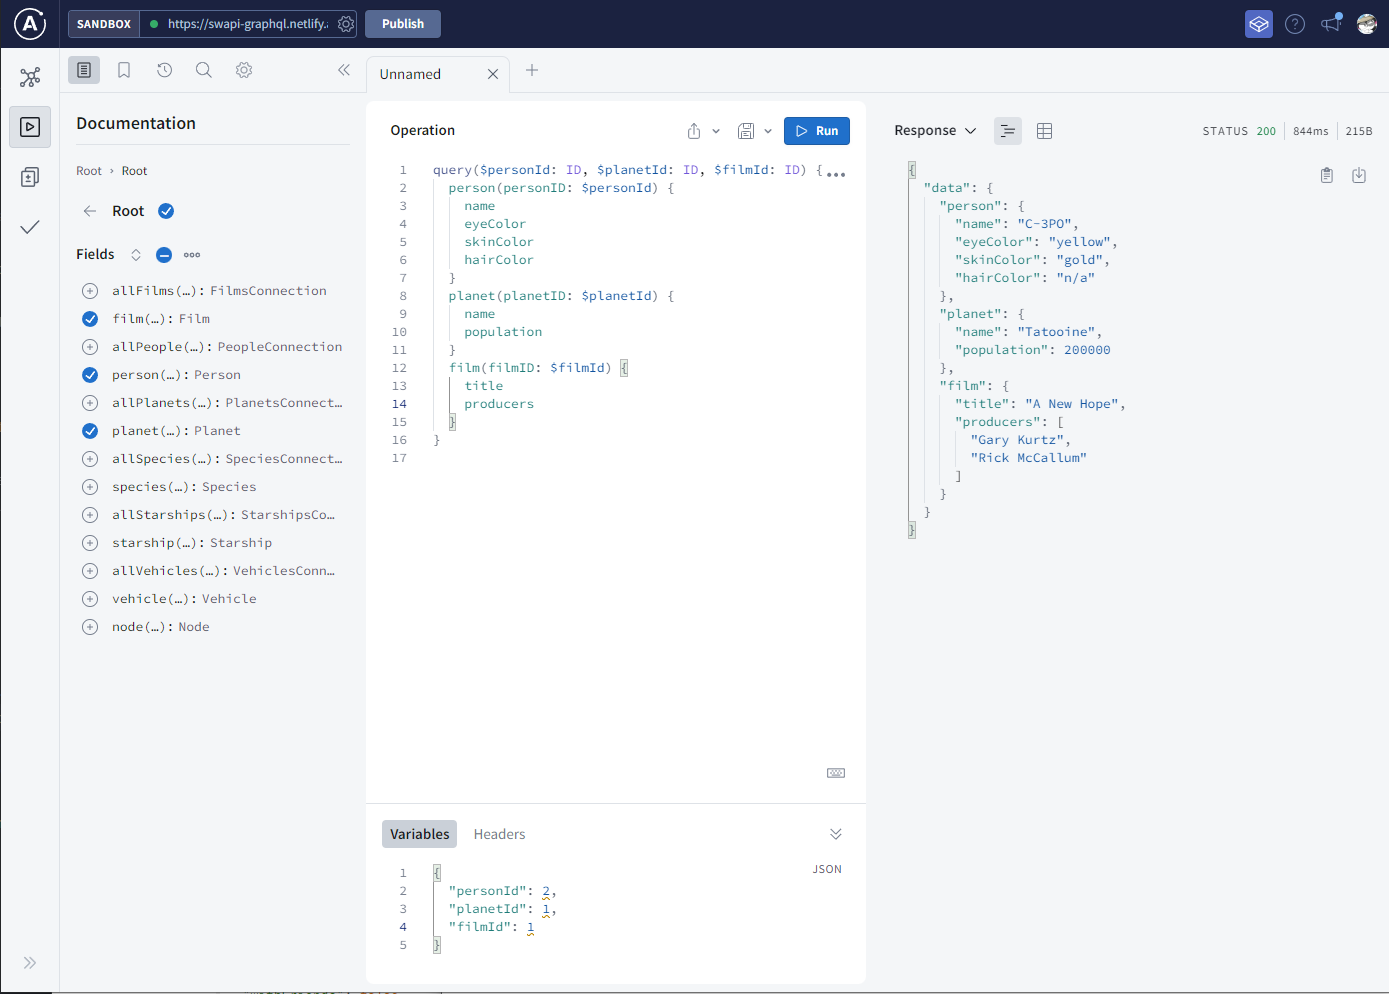 SANDBOX
https://swapi-graphql.netlify.
Publish
Unnamed
Documentation
Root › Root
Root
Fields
allFilms(…): FilmsConnection
film(…): Film
allPeople(…): PeopleConnection
person(…): Person
allPlanets(…): PlanetsConnect…
planet(…): Planet
allSpecies(…): SpeciesConnect…
species(…): Species
allStarships(…): StarshipsCo…
starship(…): Starship
allVehicles(…): VehiclesConn…
vehicle(…): Vehicle
node(…): Node
Operation
Run
1 query($personId: ID, $planetId: ID, $filmId: ID) {
2 person(personID: $personId) {
3 name
4 eyeColor
5 skinColor
6 hairColor
7 }
8 planet(planetID: $planetId) {
9 name
10 population
11 }
12 film(filmID: $filmId) {
13 title
14 producers
15 }
16 }
17
Variables Headers
JSON
1 {
2 "personId": 2,
3 "planetId": 1,
4 "filmId": 1
5 }
Response
STATUS 200 844ms 215B
{
"data": {
"person": {
"name": "C-3PO",
"eyeColor": "yellow",
"skinColor": "gold",
"hairColor": "n/a"
},
"planet": {
"name": "Tatooine",
"population": 200000
},
"film": {
"title": "A New Hope",
"producers": [
"Gary Kurtz",
"Rick McCallum"
]
}
}
}